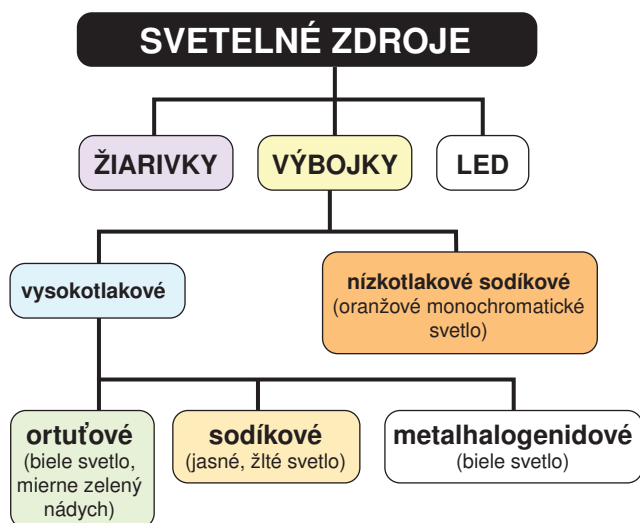 SVETELNÉ ZDROJE
ŽIARIVKY
VÝBOJKY
LED
vysokotlakové
nízkotlakové sodíkové
(oranžové monochromatické
svetlo)
ortuťové
(biele svetlo,
mierne zelený
nádych)
sodíkové
(jasné, žlté svetlo)
metalhalogenidové
(biele svetlo)